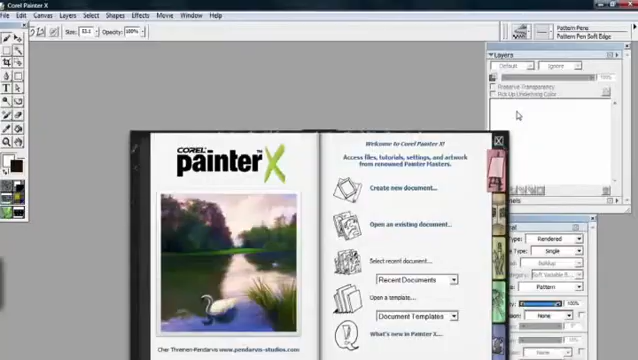 Corel Painter X
File Edit Canvas Layers Select Shapes Effects Movie Window Help
Size: Opacity: 100%
Pattern Pens
Pattern Pen Soft Edge
Layers
Default Ignore
Preserve Transparency
Pick Up Underlying Color
COREL
painter X
Welcome to Corel Painter X!
Access files, tutorials, settings, and artwork
from renowned Painter Masters.
Create new document...
Open an existing document...
Select recent document...
Recent Documents
Open a template...
Document Templates
What's new in Painter X...
Cher Threinen-Pendarvis www.pendarvis-studios.com
Type: Rendered
Type: Single
buildup
Category: Soft Variable
Pattern
100%
None
None